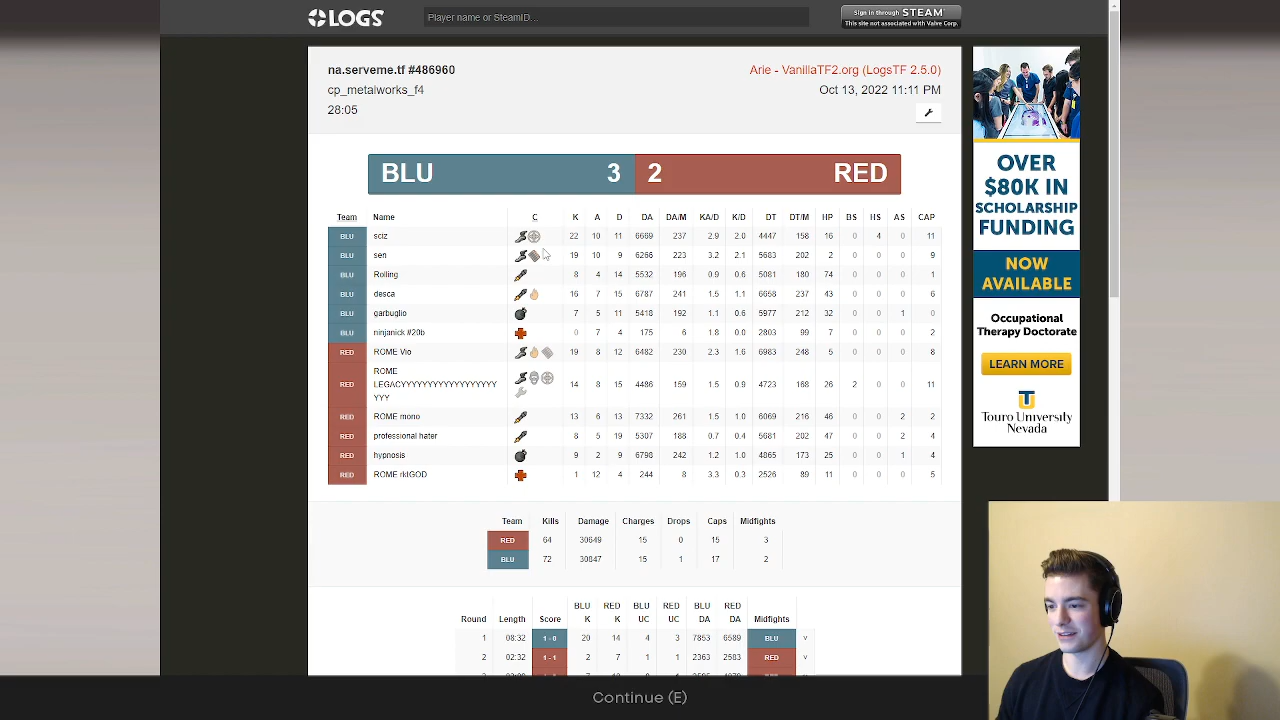 LOGS
Player name or SteamID...
Sign in through STEAM
This site not associated with Valve Corp.
na.serveme.tf #486960
Arie - VanillaTF2.org (LogsTF 2.5.0)
cp_metalworks_f4
Oct 13, 2022 11:11 PM
28:05
BLU 3 2 RED
Team Name C K A D DA DA/M KA/D K/D DT DT/M HP BS HS AS CAP
BLU sciz 22 10 11 6669 237 2.9 2.0 4447 158 16 0 4 0 11
BLU sen 19 10 9 6266 223 3.2 2.1 5683 202 2 0 0 0 9
BLU Rolling 8 4 14 5532 196 0.9 0.6 5081 180 74 0 0 0 1
BLU desca 16 7 15 6787 241 1.5 1.1 6658 237 43 0 0 0 6
BLU garbuglio 7 5 11 5418 192 1.1 0.6 5977 212 32 0 0 1 0
BLU ninjanick #20b 0 7 4 175 6 1.8 0.0 2803 99 7 0 0 0 2
RED ROME Vio 19 8 12 6482 230 2.3 1.6 6983 248 5 0 0 0 8
RED ROME LEGACYYYYYYYYYYYYYYYYYY YYY 14 8 15 4486 159 1.5 0.9 4723 168 26 2 0 0 11
RED ROME mono 13 6 13 7332 261 1.5 1.0 6069 216 46 0 0 2 2
RED professional hater 8 5 19 5307 188 0.7 0.4 5681 202 47 0 0 2 4
RED hypnosis 9 2 9 6798 242 1.2 1.0 4865 173 25 0 0 1 4
RED ROME rklGOD 1 12 4 244 8 3.3 0.3 2526 89 11 0 0 0 5
Team Kills Damage Charges Drops Caps Midfights
RED 64 30649 15 0 15 3
BLU 72 30847 15 1 17 2
BLU RED BLU RED BLU RED
Round Length Score K K UC UC DA DA Midfights
1 08:32 1 - 0 20 14 4 3 7853 6589 BLU v
2 02:32 1 - 1 2 7 1 1 2363 2583 RED v
OVER
$80K IN
SCHOLARSHIP
FUNDING
NOW
AVAILABLE
Occupational
Therapy Doctorate
LEARN MORE
Touro University
Nevada
Continue (E)